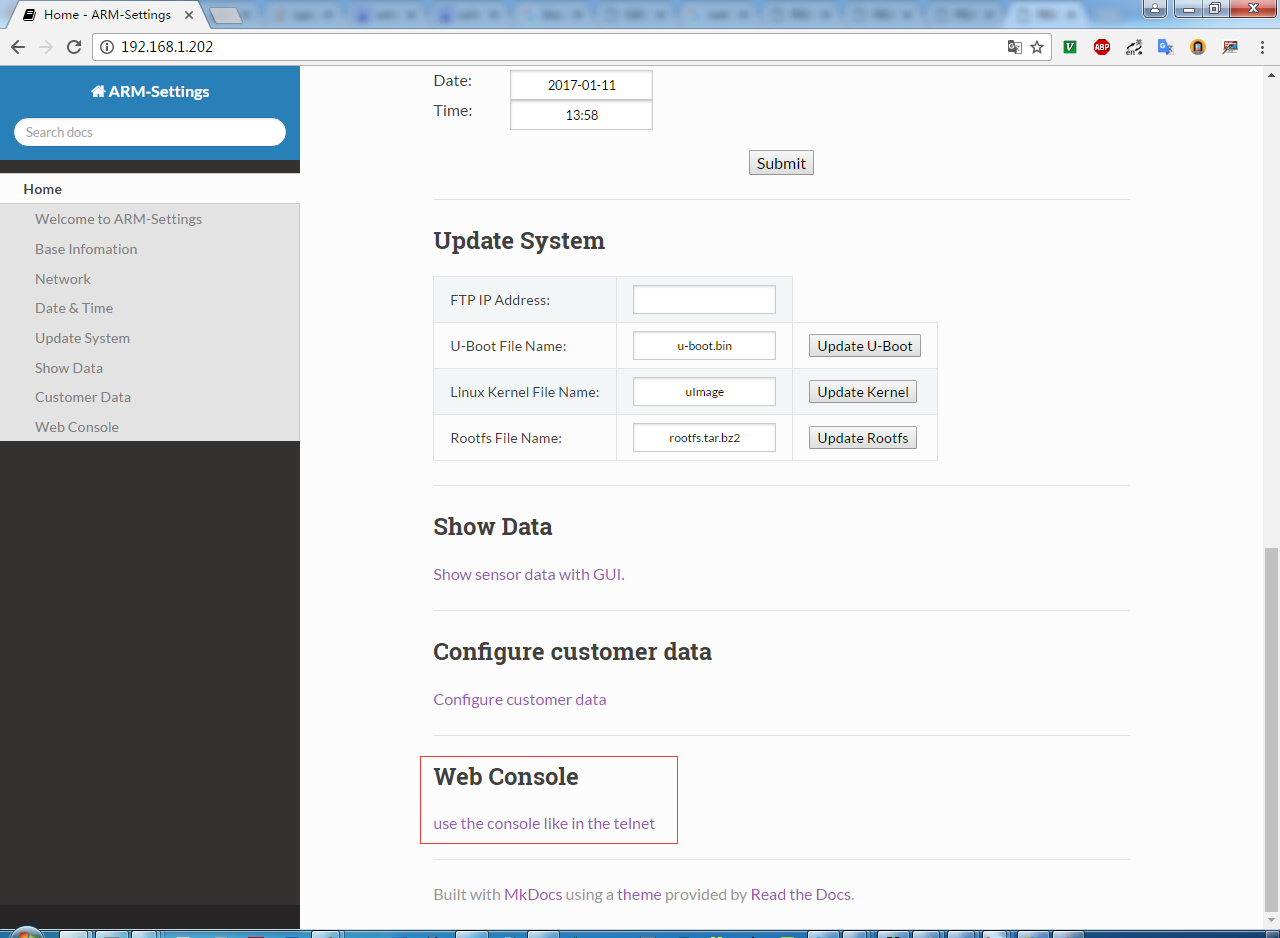 Home - ARM-Settings
192.168.1.202
V
ABP
en
ARM-Settings
Search docs
Home
Welcome to ARM-Settings
Base Infomation
Network
Date & Time
Update System
Show Data
Customer Data
Web Console
Date: 2017-01-11
Time: 13:58
Submit
Update System
FTP IP Address:
U-Boot File Name: u-boot.bin Update U-Boot
Linux Kernel File Name: uImage Update Kernel
Rootfs File Name: rootfs.tar.bz2 Update Rootfs
Show Data
Show sensor data with GUI.
Configure customer data
Configure customer data
Web Console
use the console like in the telnet
Built with MkDocs using a theme provided by Read the Docs.